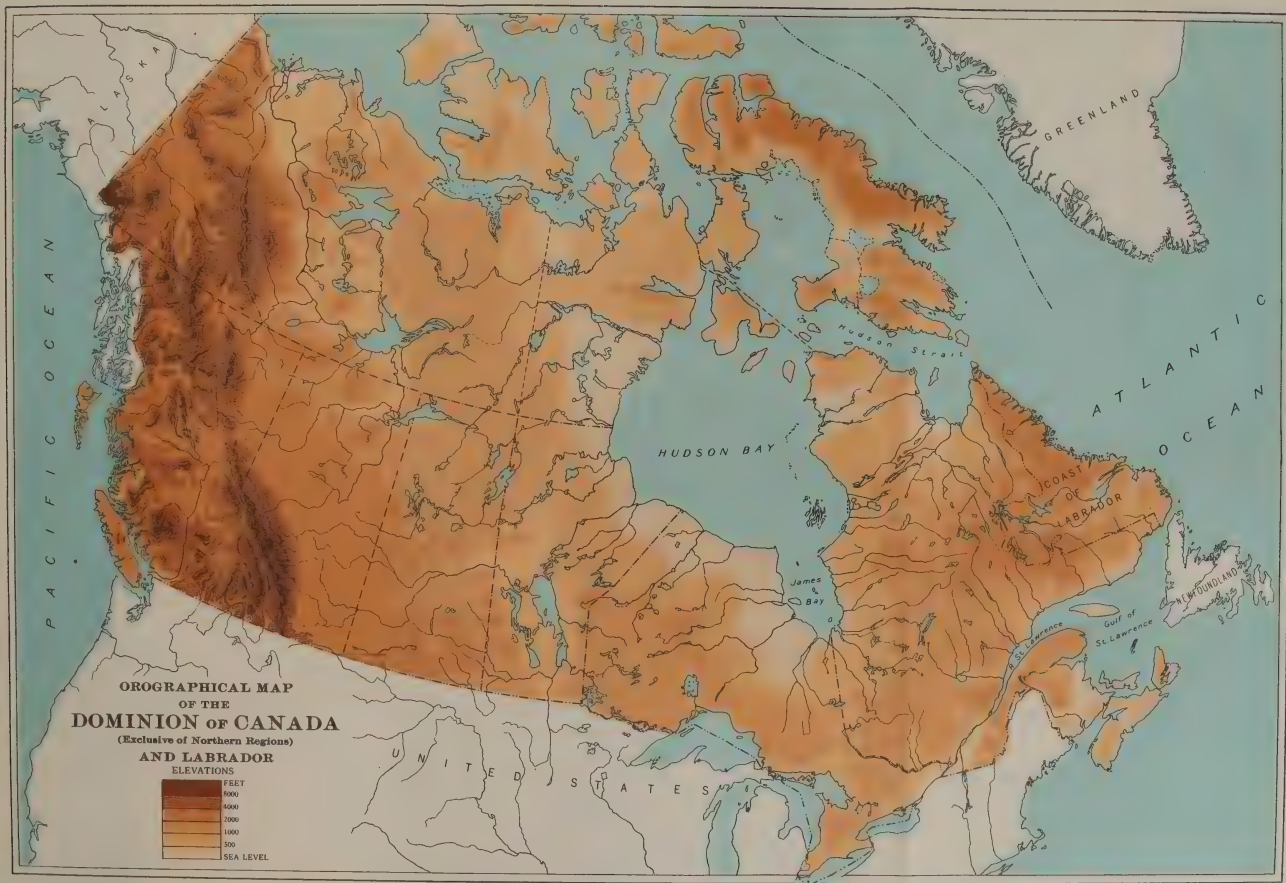 ALASKA
GREENLAND
PACIFIC OCEAN
ATLANTIC
OCEAN
Hudson Strait
HUDSON BAY
COAST
OF
LABRADOR
James
Bay
NEWFOUNDLAND
Gulf of
St. Lawrence
R. St. Lawrence
UNITED STATES
OROGRAPHICAL MAP
OF THE
DOMINION OF CANADA
(Exclusive of Northern Regions)
AND LABRADOR
ELEVATIONS
FEET
8000
4000
2000
1000
500
SEA LEVEL